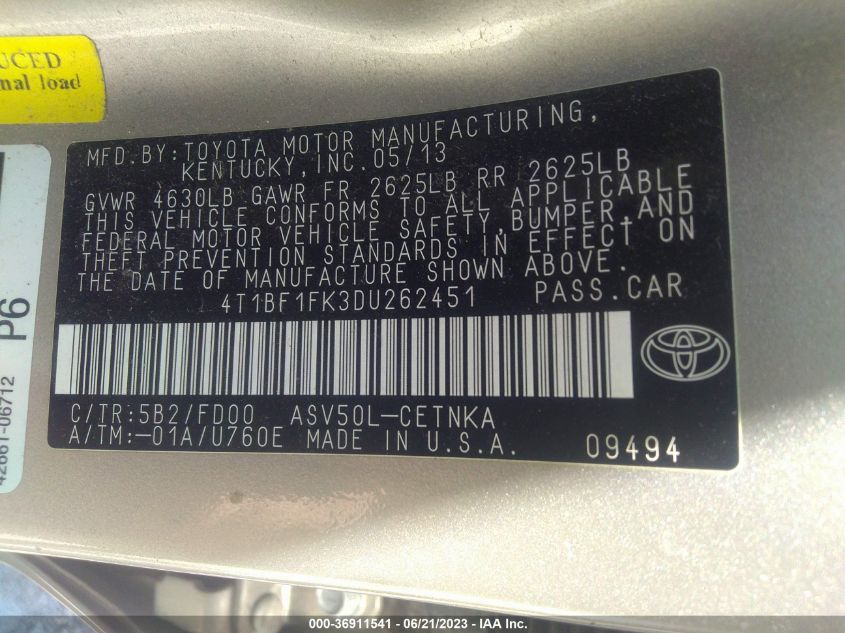 UCED
nal load
P6
42661-06712
MFD.BY:TOYOTA MOTOR MANUFACTURING,
KENTUCKY,INC.05/13
GVWR 4630LB GAWR FR 2625LB RR 2625LB
THIS VEHICLE CONFORMS TO ALL APPLICABLE
FEDERAL MOTOR VEHICLE SAFETY,BUMPER,AND
THEFT PREVENTION STANDARDS IN EFFECT ON
THE DATE OF MANUFACTURE SHOWN ABOVE.
4T1BF1FK3DU262451 PASS.CAR
C/TR:5B2/FD00 ASV50L-CETNKA
A/TM:-01A/U760E MADE IN U.S.A. 09494
000-36911541 - 06/21/2023 - IAA Inc.